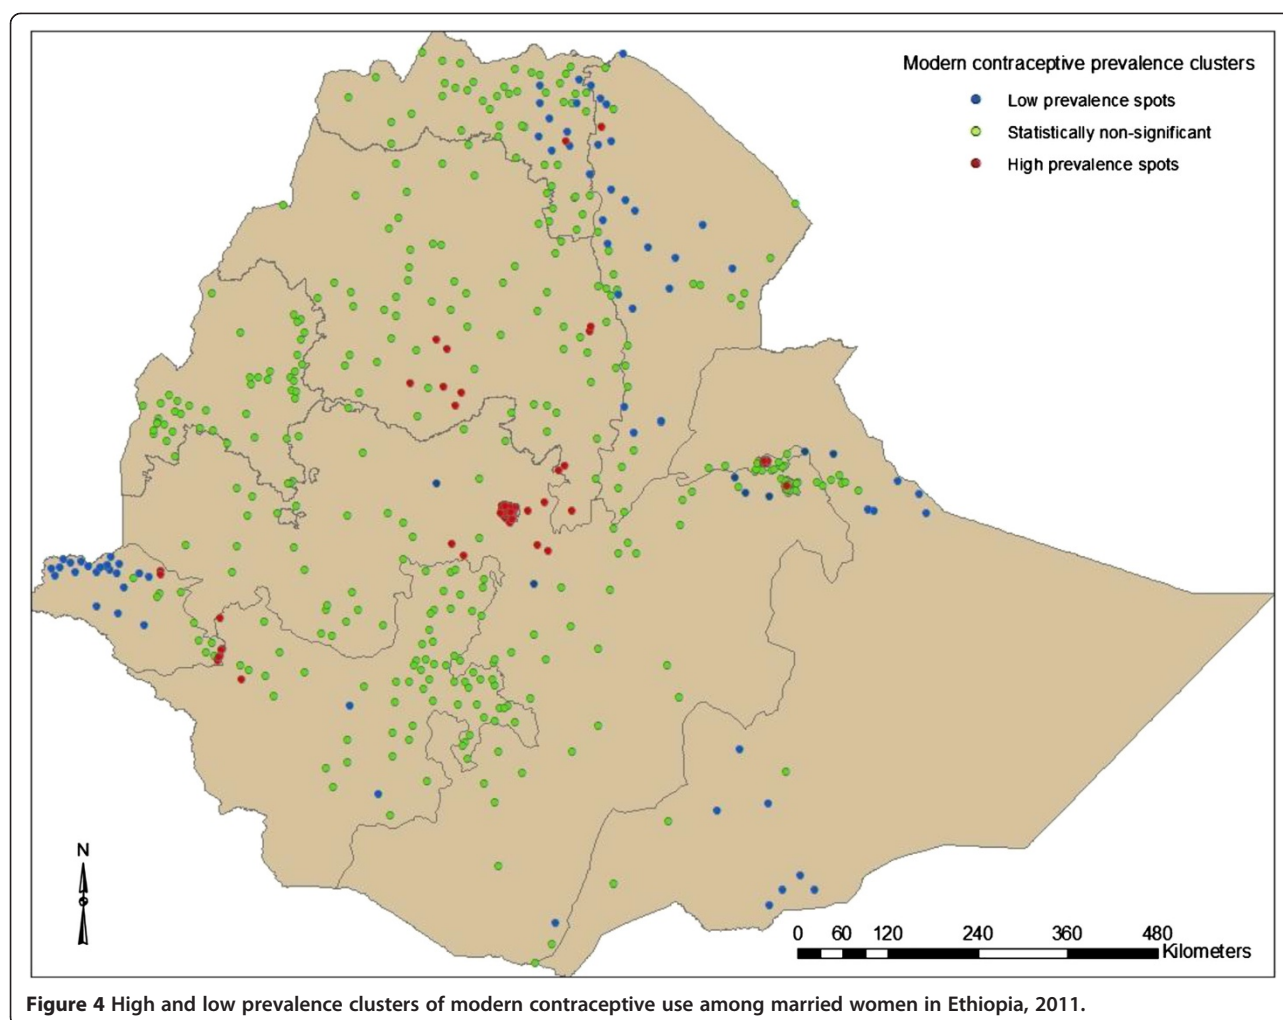 Modern contraceptive prevalence clusters
Low prevalence spots
Statistically non-significant
High prevalence spots
N
0 60 120 240 360 480
Kilometers
Figure 4 High and low prevalence clusters of modern contraceptive use among married women in Ethiopia, 2011.